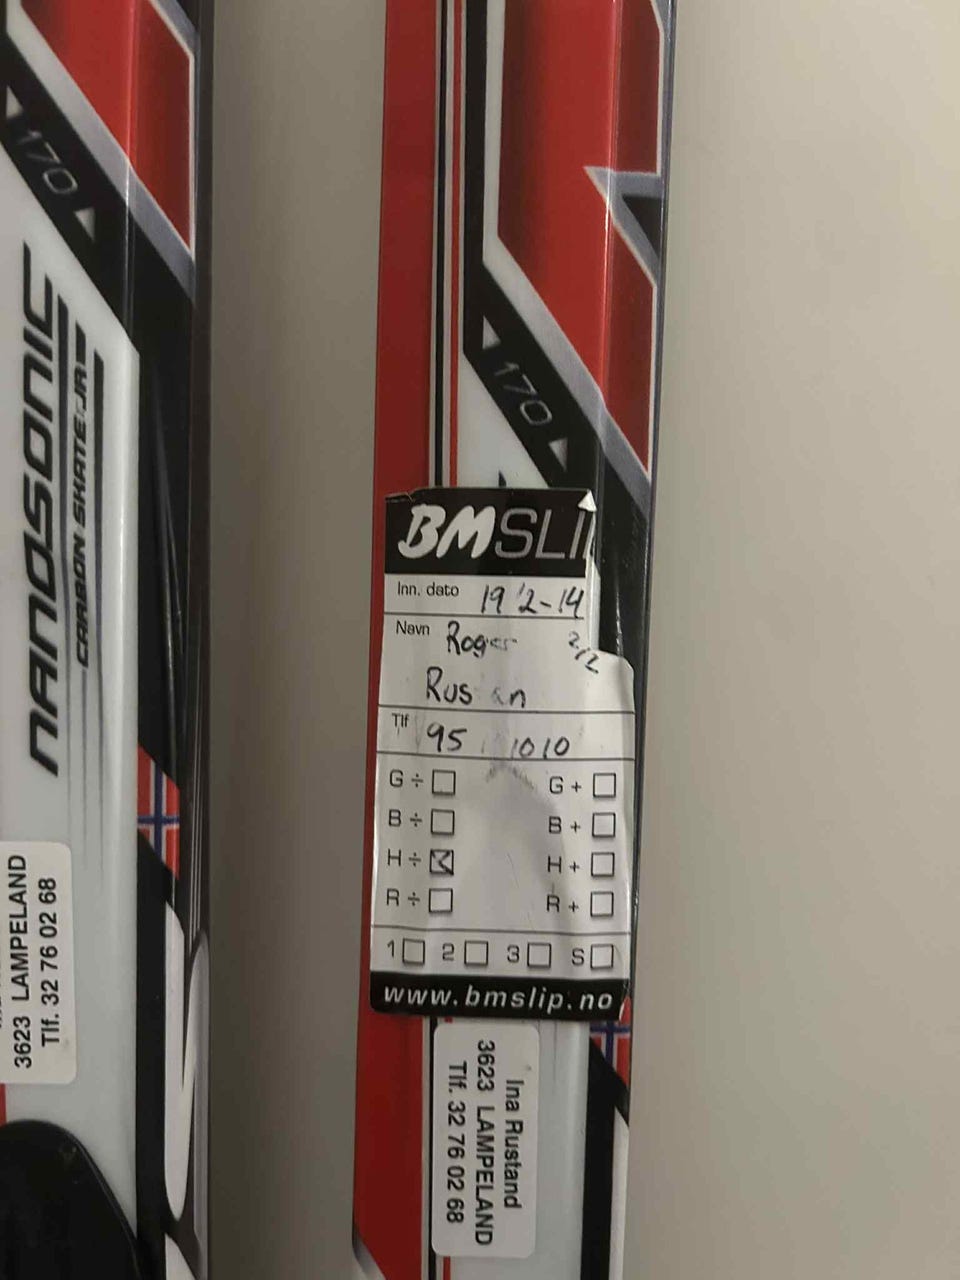 170
NANOSONIC
CARBON SKATE JR
3623 LAMPELAND
Tlf. 32 76 02 68
170
BMSLI
Inn. dato 19/2-14
Navn Roger
Tlf 95 1010
G ÷ G +
B ÷ B +
H ÷ H +
R ÷ R +
1 2 3 S
www.bmslip.no
Ina Rustand
3623 LAMPELAND
Tlf. 32 76 02 68